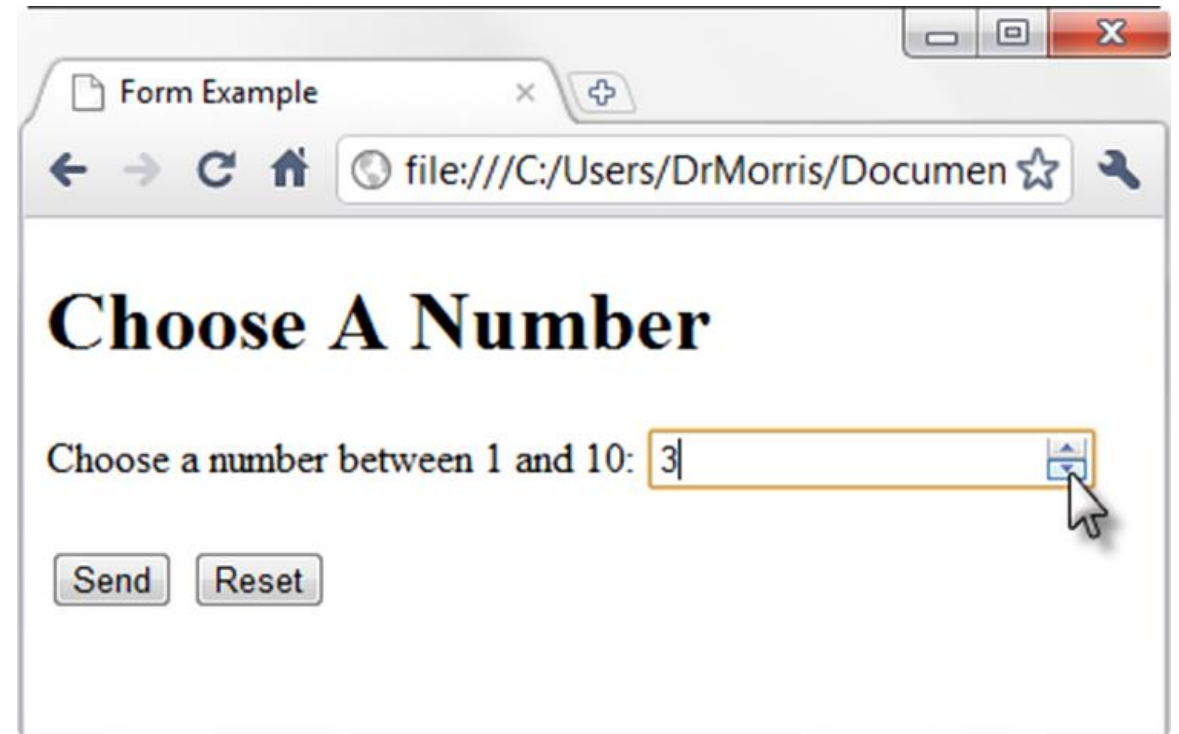 Form Example
file:///C:/Users/DrMorris/Documen
Choose A Number
Choose a number between 1 and 10: 3
Send Reset